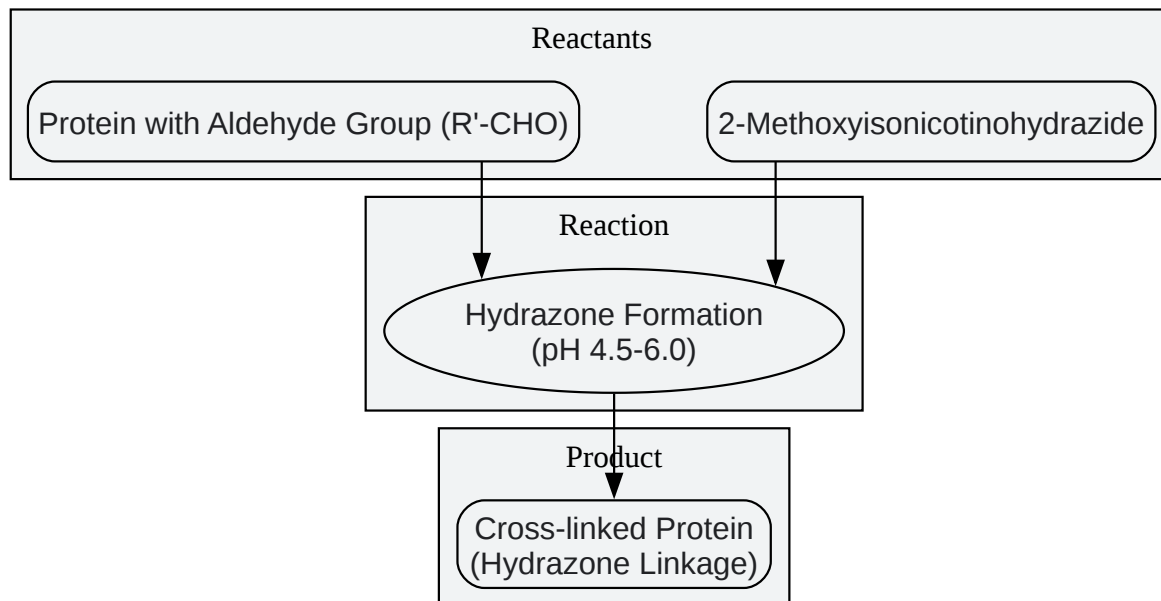 Reactants
Protein with Aldehyde Group (R'-CHO)
2-Methoxyisonicotinohydrazide
Reaction
Hydrazone Formation
(pH 4.5-6.0)
Product
Cross-linked Protein
(Hydrazone Linkage)